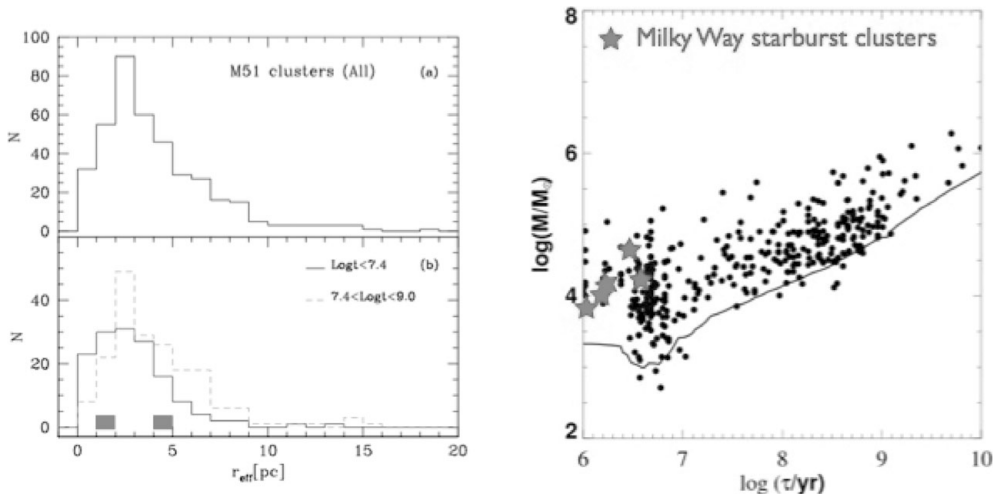 M51 clusters (All)
(a)
N
100
80
60
40
20
0
(b)
Logt<7.4
7.4<Logt<9.0
N
40
20
0
0
5
10
15
20
r_eff[pc]
Milky Way starburst clusters
log(M/M☉)
8
6
4
2
6
7
8
9
10
log (τ/yr)